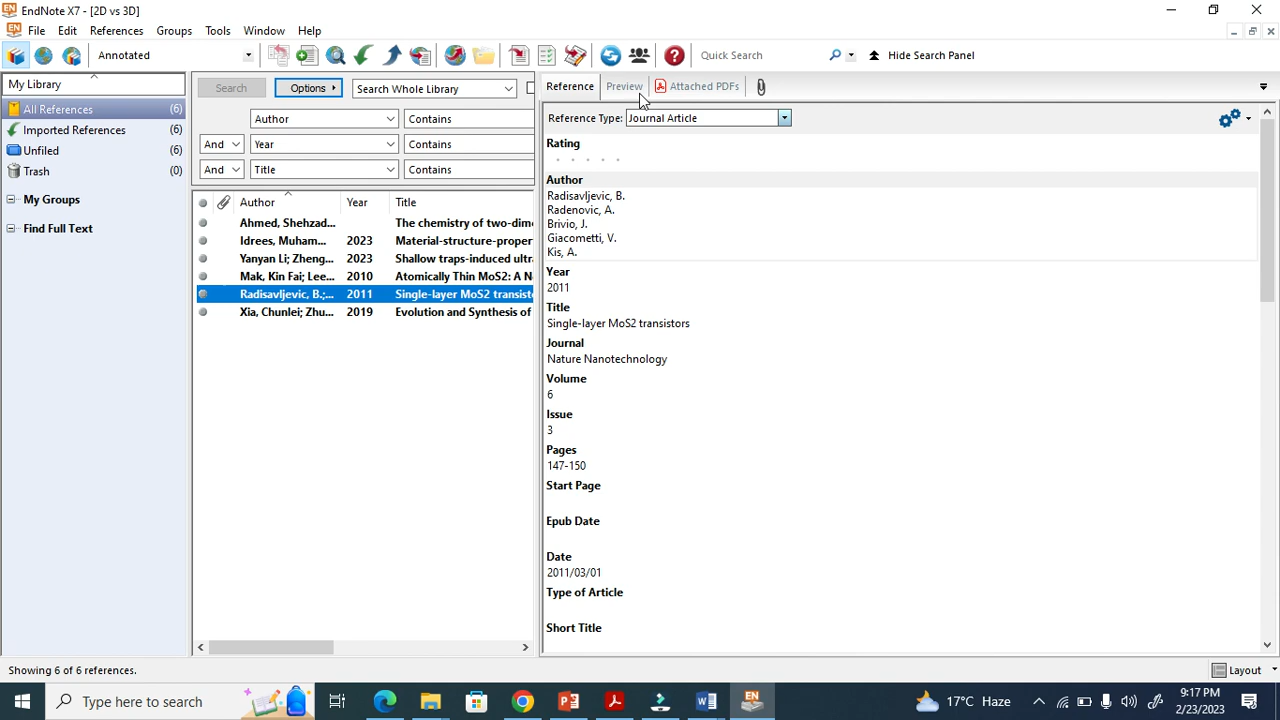 EndNote X7 - [2D vs 3D]
File Edit References Groups Tools Window Help
Annotated
Quick Search
Hide Search Panel
My Library
All References (6)
Imported References (6)
Unfiled (6)
Trash (0)
My Groups
Find Full Text
Search Options Search Whole Library
Author Contains
And Year Contains
And Title Contains
Author Year Title
Ahmed, Shehzad... The chemistry of two-dime
Idrees, Muham... 2023 Material-structure-proper
Yanyan Li; Zheng... 2023 Shallow traps-induced ultra
Mak, Kin Fai; Lee... 2010 Atomically Thin MoS2: A N
Radisavljevic, B.;... 2011 Single-layer MoS2 transisto
Xia, Chunlei; Zhu... 2019 Evolution and Synthesis of
Reference Preview Attached PDFs
Reference Type: Journal Article
Rating
Author
Radisavljevic, B.
Radenovic, A.
Brivio, J.
Giacometti, V.
Kis, A.
Year
2011
Title
Single-layer MoS2 transistors
Journal
Nature Nanotechnology
Volume
6
Issue
3
Pages
147-150
Start Page
Epub Date
Date
2011/03/01
Type of Article
Short Title
Showing 6 of 6 references.
Layout
Type here to search
17°C Haze
9:17 PM
2/23/2023